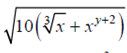 √(10(∛x + x^{y+2}))